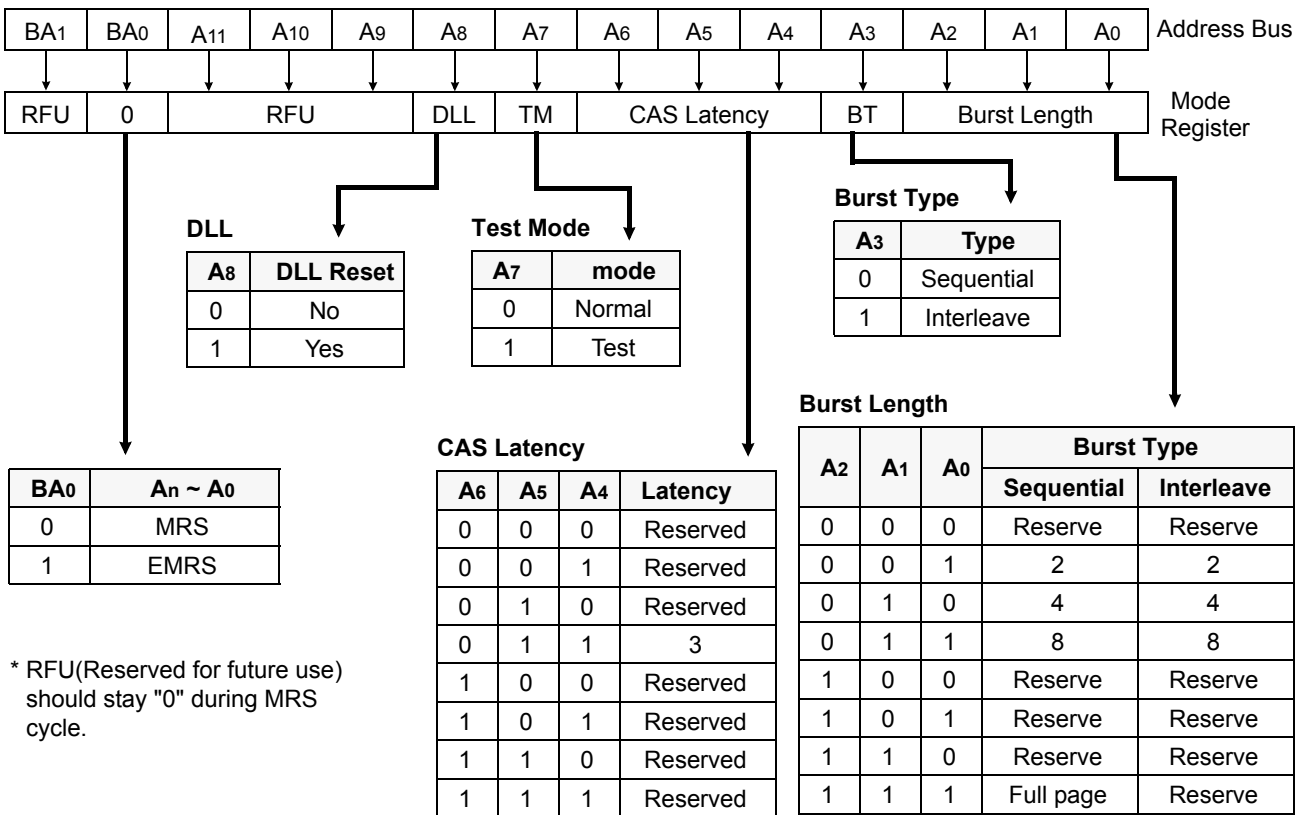 BA1 BA0 A11 A10 A9 A8 A7 A6 A5 A4 A3 A2 A1 A0 Address Bus
RFU 0 RFU DLL TM CAS Latency BT Burst Length Mode Register
DLL
A8 DLL Reset
0 No
1 Yes
Test Mode
A7 mode
0 Normal
1 Test
Burst Type
A3 Type
0 Sequential
1 Interleave
BA0 An ~ A0
0 MRS
1 EMRS
* RFU(Reserved for future use)
should stay "0" during MRS
cycle.
CAS Latency
A6 A5 A4 Latency
0 0 0 Reserved
0 0 1 Reserved
0 1 0 Reserved
0 1 1 3
1 0 0 Reserved
1 0 1 Reserved
1 1 0 Reserved
1 1 1 Reserved
Burst Length
A2 A1 A0 Burst Type
Sequential Interleave
0 0 0 Reserve Reserve
0 0 1 2 2
0 1 0 4 4
0 1 1 8 8
1 0 0 Reserve Reserve
1 0 1 Reserve Reserve
1 1 0 Reserve Reserve
1 1 1 Full page Reserve